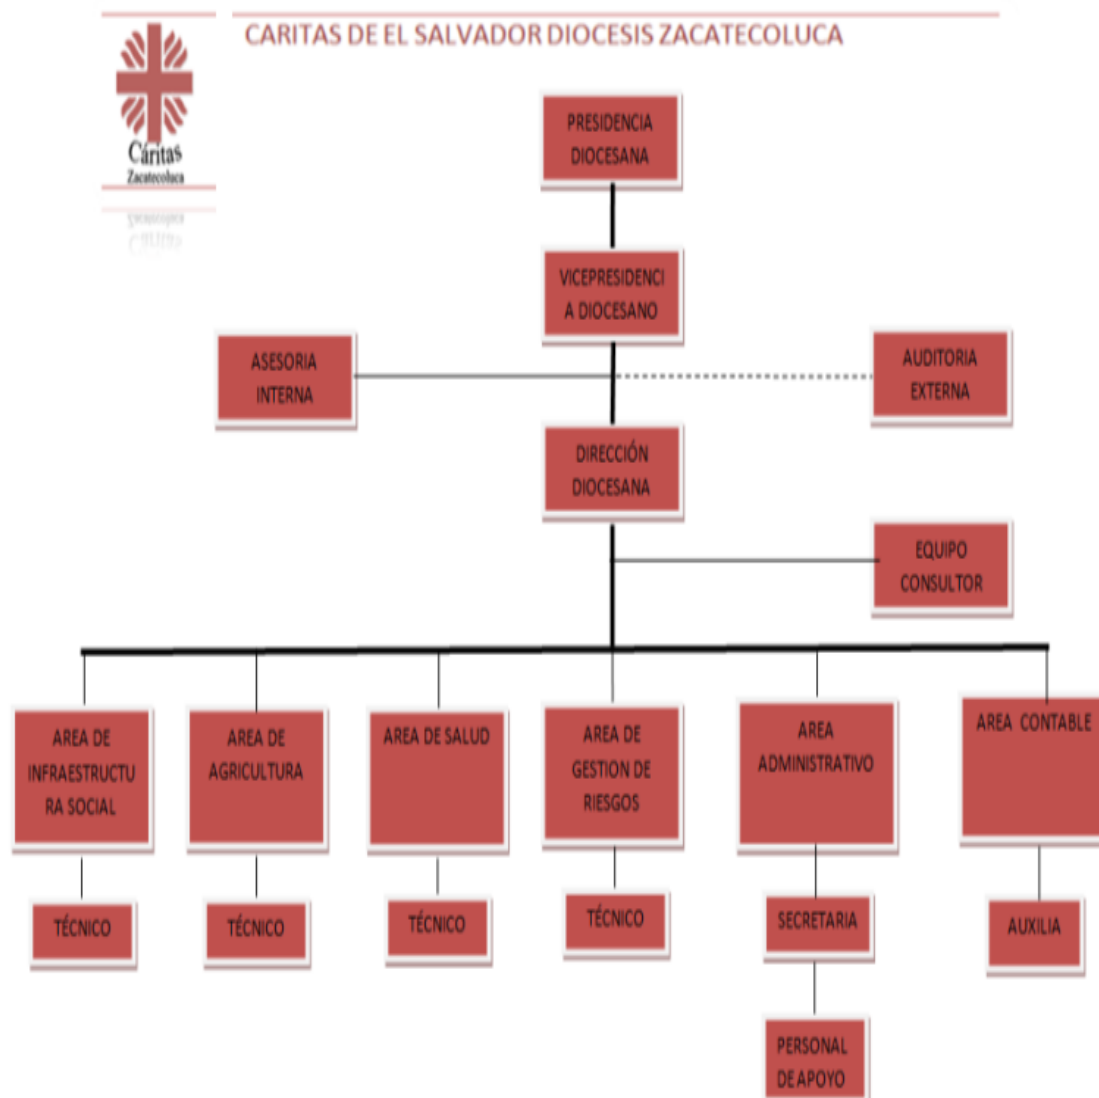 CARITAS DE EL SALVADOR DIOCESIS ZACATECOLUCA
Cáritas
Zacatecoluca
PRESIDENCIA
DIOCESANA
VICEPRESIDENCI
A DIOCESANO
ASESORIA
INTERNA
AUDITORIA
EXTERNA
DIRECCIÓN
DIOCESANA
EQUIPO
CONSULTOR
AREA DE
INFRAESTRUCTU
RA SOCIAL
AREA DE
AGRICULTURA
AREA DE SALUD
AREA DE
GESTION DE
RIESGOS
AREA
ADMINISTRATIVO
AREA CONTABLE
TÉCNICO
TÉCNICO
TÉCNICO
TÉCNICO
SECRETARIA
AUXILIA
PERSONAL
DE APOYO